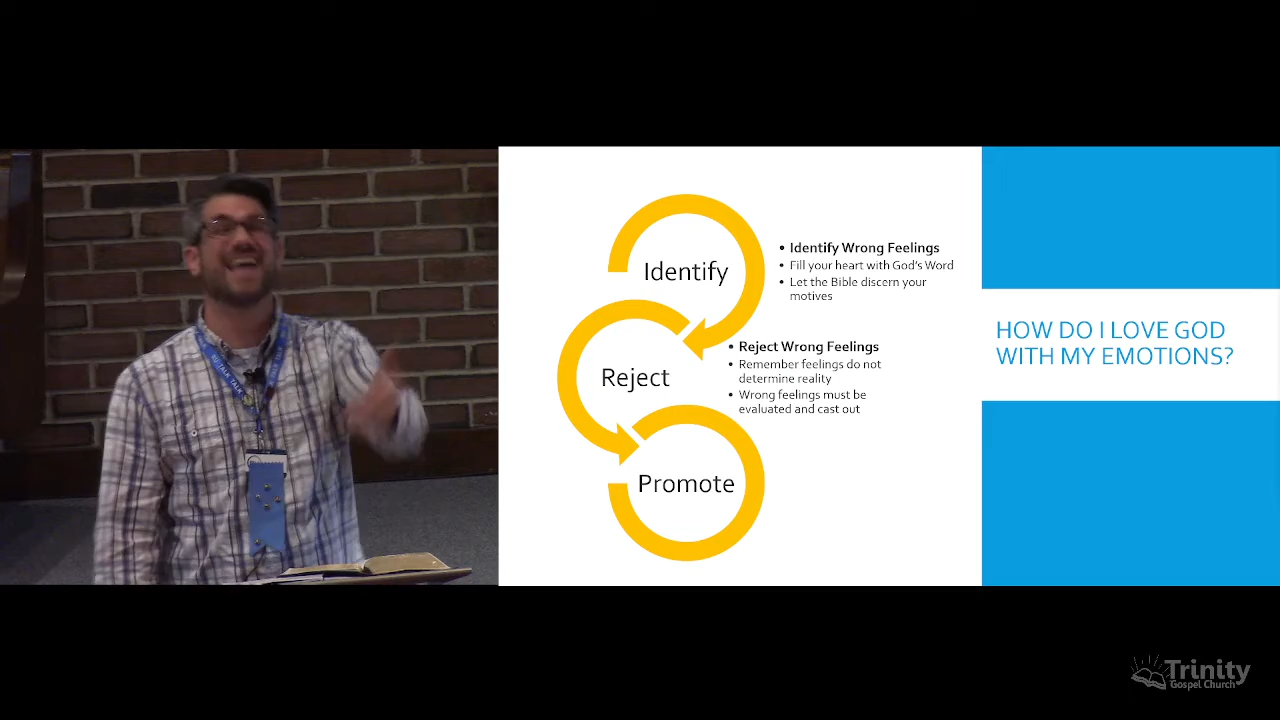 Identify
• Identify Wrong Feelings
• Fill your heart with God's Word
• Let the Bible discern your
motives
Reject
• Reject Wrong Feelings
• Remember feelings do not
determine reality
• Wrong feelings must be
evaluated and cast out
Promote
HOW DO I LOVE GOD
WITH MY EMOTIONS?
Trinity
Gospel Church